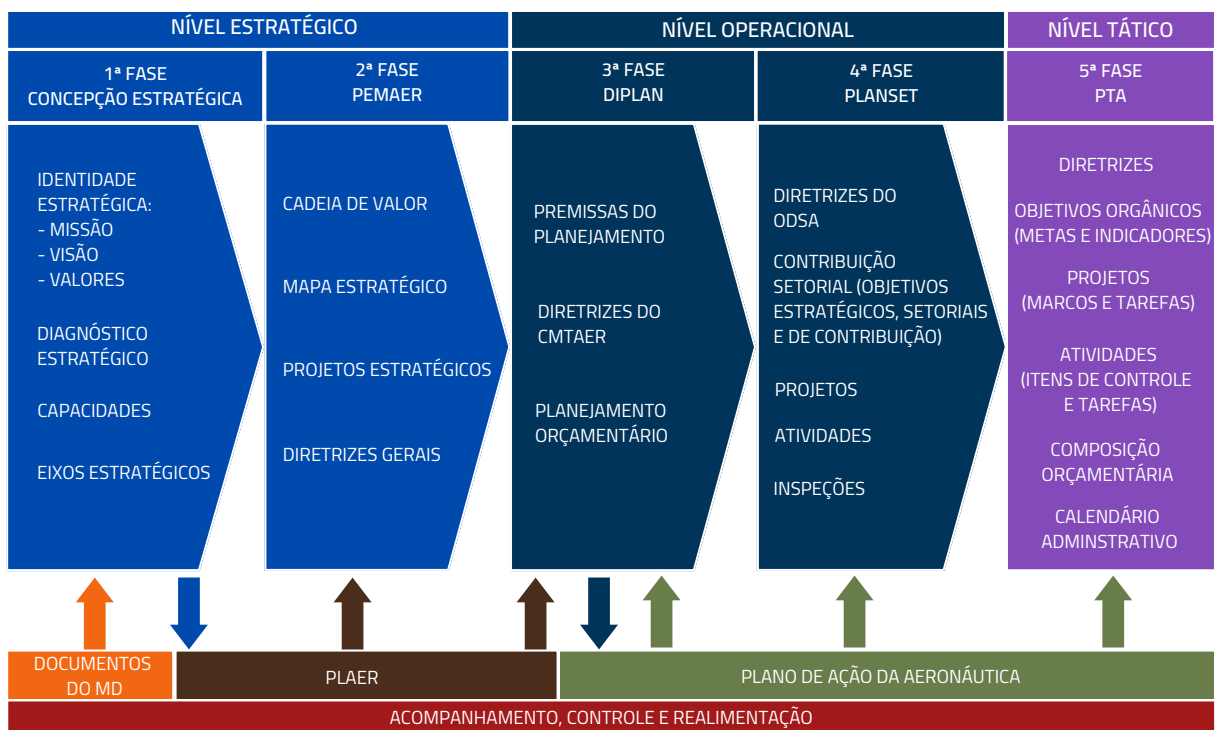 NÍVEL ESTRATÉGICO
NÍVEL OPERACIONAL
NÍVEL TÁTICO
1ª FASE
CONCEPÇÃO ESTRATÉGICA
2ª FASE
PEMAER
3ª FASE
DIPLAN
4ª FASE
PLANSET
5ª FASE
PTA
IDENTIDADE
ESTRATÉGICA:
- MISSÃO
- VISÃO
- VALORES
DIAGNÓSTICO
ESTRATÉGICO
CAPACIDADES
EIXOS ESTRATÉGICOS
CADEIA DE VALOR
MAPA ESTRATÉGICO
PROJETOS ESTRATÉGICOS
DIRETRIZES GERAIS
PREMISSAS DO
PLANEJAMENTO
DIRETRIZES DO
CMTAER
PLANEJAMENTO
ORÇAMENTÁRIO
DIRETRIZES DO
ODSA
CONTRIBUIÇÃO
SETORIAL (OBJETIVOS
ESTRATÉGICOS, SETORIAIS
E DE CONTRIBUIÇÃO)
PROJETOS
ATIVIDADES
INSPEÇÕES
DIRETRIZES
OBJETIVOS ORGÂNICOS
(METAS E INDICADORES)
PROJETOS
(MARCOS E TAREFAS)
ATIVIDADES
(ITENS DE CONTROLE
E TAREFAS)
COMPOSIÇÃO
ORÇAMENTÁRIA
CALENDÁRIO
ADMINSTRATIVO
DOCUMENTOS
DO MD
PLAER
PLANO DE AÇÃO DA AERONÁUTICA
ACOMPANHAMENTO, CONTROLE E REALIMENTAÇÃO